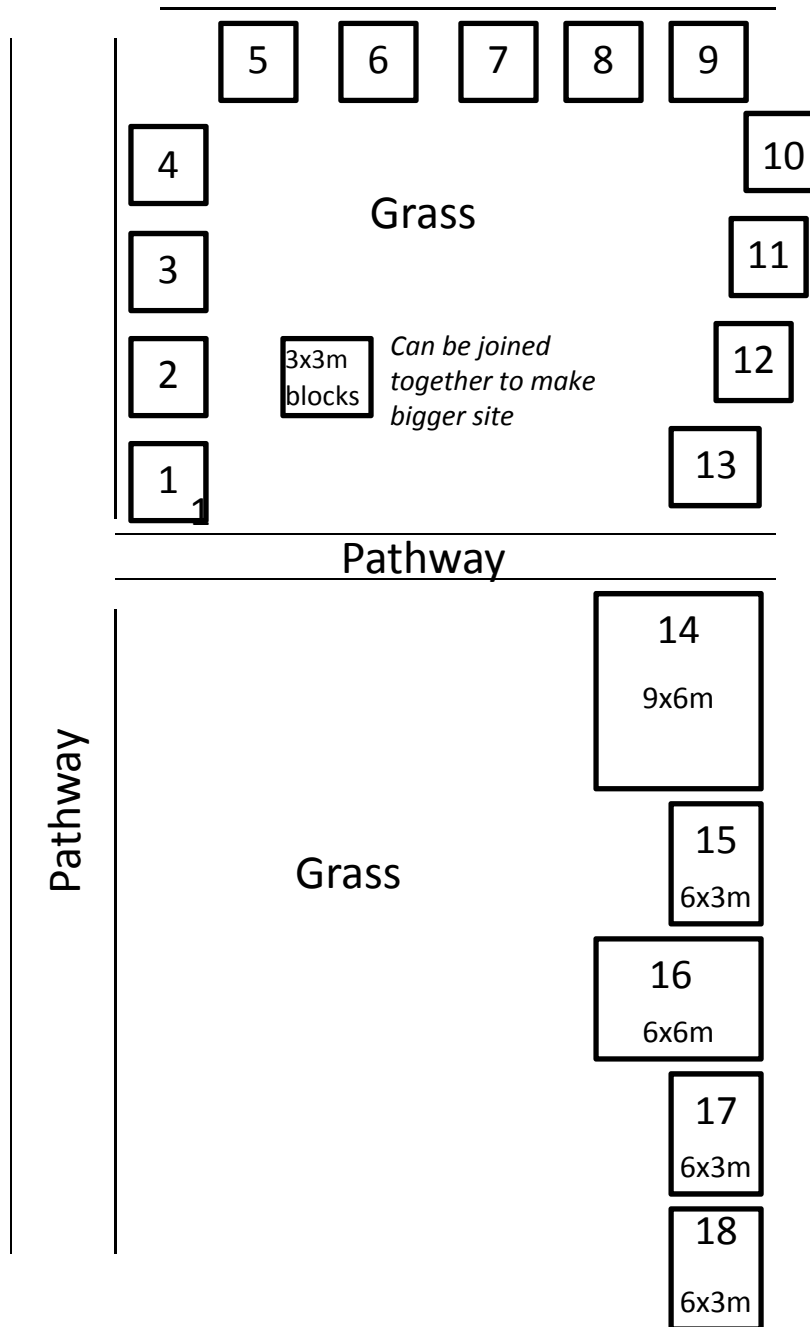 5 6 7 8 9
4
10
Grass
3
11
2
3x3m
blocks
Can be joined
together to make
bigger site
12
1
1
13
Pathway
14
9x6m
Pathway
Grass
15
6x3m
16
6x6m
17
6x3m
18
6x3m